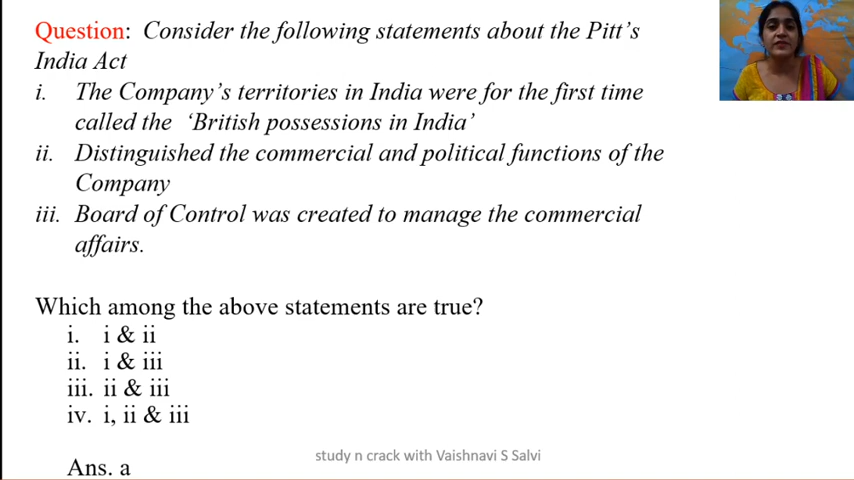 Question: Consider the following statements about the Pitt's
India Act
i. The Company's territories in India were for the first time
called the 'British possessions in India'
ii. Distinguished the commercial and political functions of the
Company
iii. Board of Control was created to manage the commercial
affairs.
Which among the above statements are true?
i. i & ii
ii. i & iii
iii. ii & iii
iv. i, ii & iii
study n crack with Vaishnavi S Salvi
Ans. a